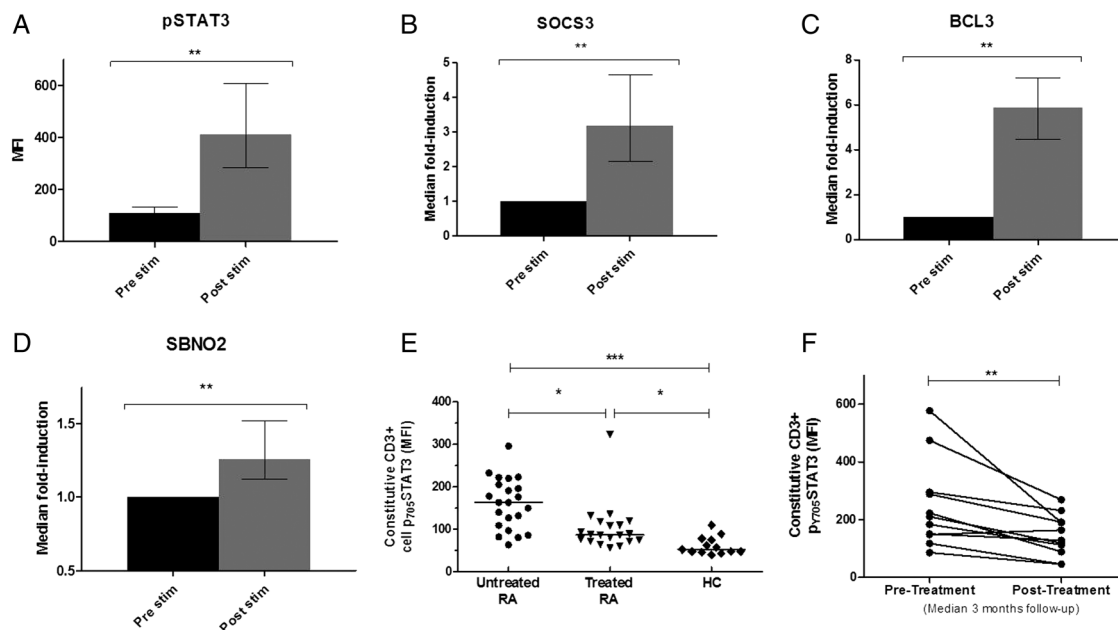 A
pSTAT3
**
600
400
200
0
MFI
Pre stim
Post stim
B
SOCS3
**
5
4
3
2
1
0
Median fold-induction
Pre stim
Post stim
C
BCL3
**
8
6
4
2
0
Median fold-induction
Pre stim
Post stim
D
SBNO2
**
1.5
1.0
0.5
Median fold-induction
Pre stim
Post stim
E
***
*
*
400
300
200
150
100
50
0
Constitutive CD3+
cell p705STAT3 (MFI)
Untreated
RA
Treated
RA
HC
F
**
600
400
200
0
Constitutive CD3+
pY705STAT3 (MFI)
Pre-Treatment
Post-Treatment
(Median 3 months follow-up)